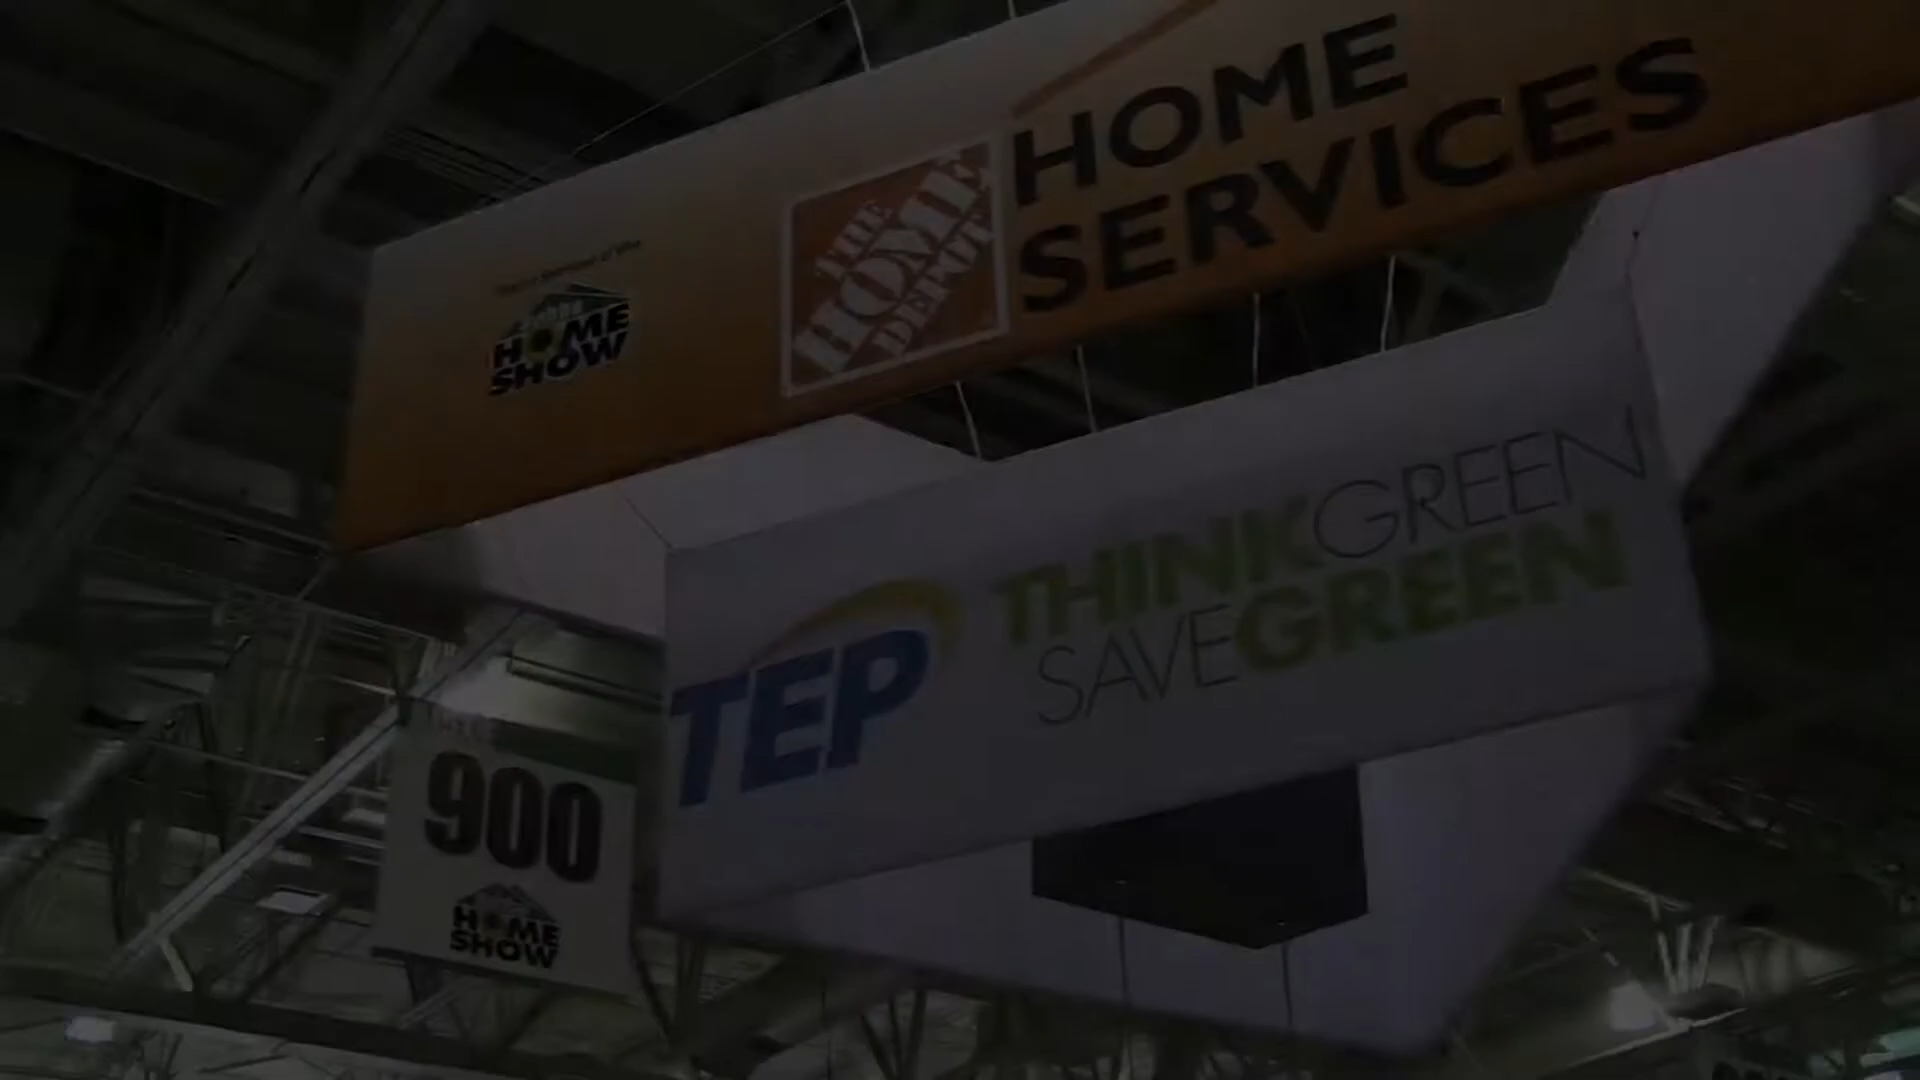 HOME
SERVICES
THE
HOME
DEPOT
HOME
SHOW
THINKGREEN
SAVEGREEN
TEP
900
HOME
SHOW